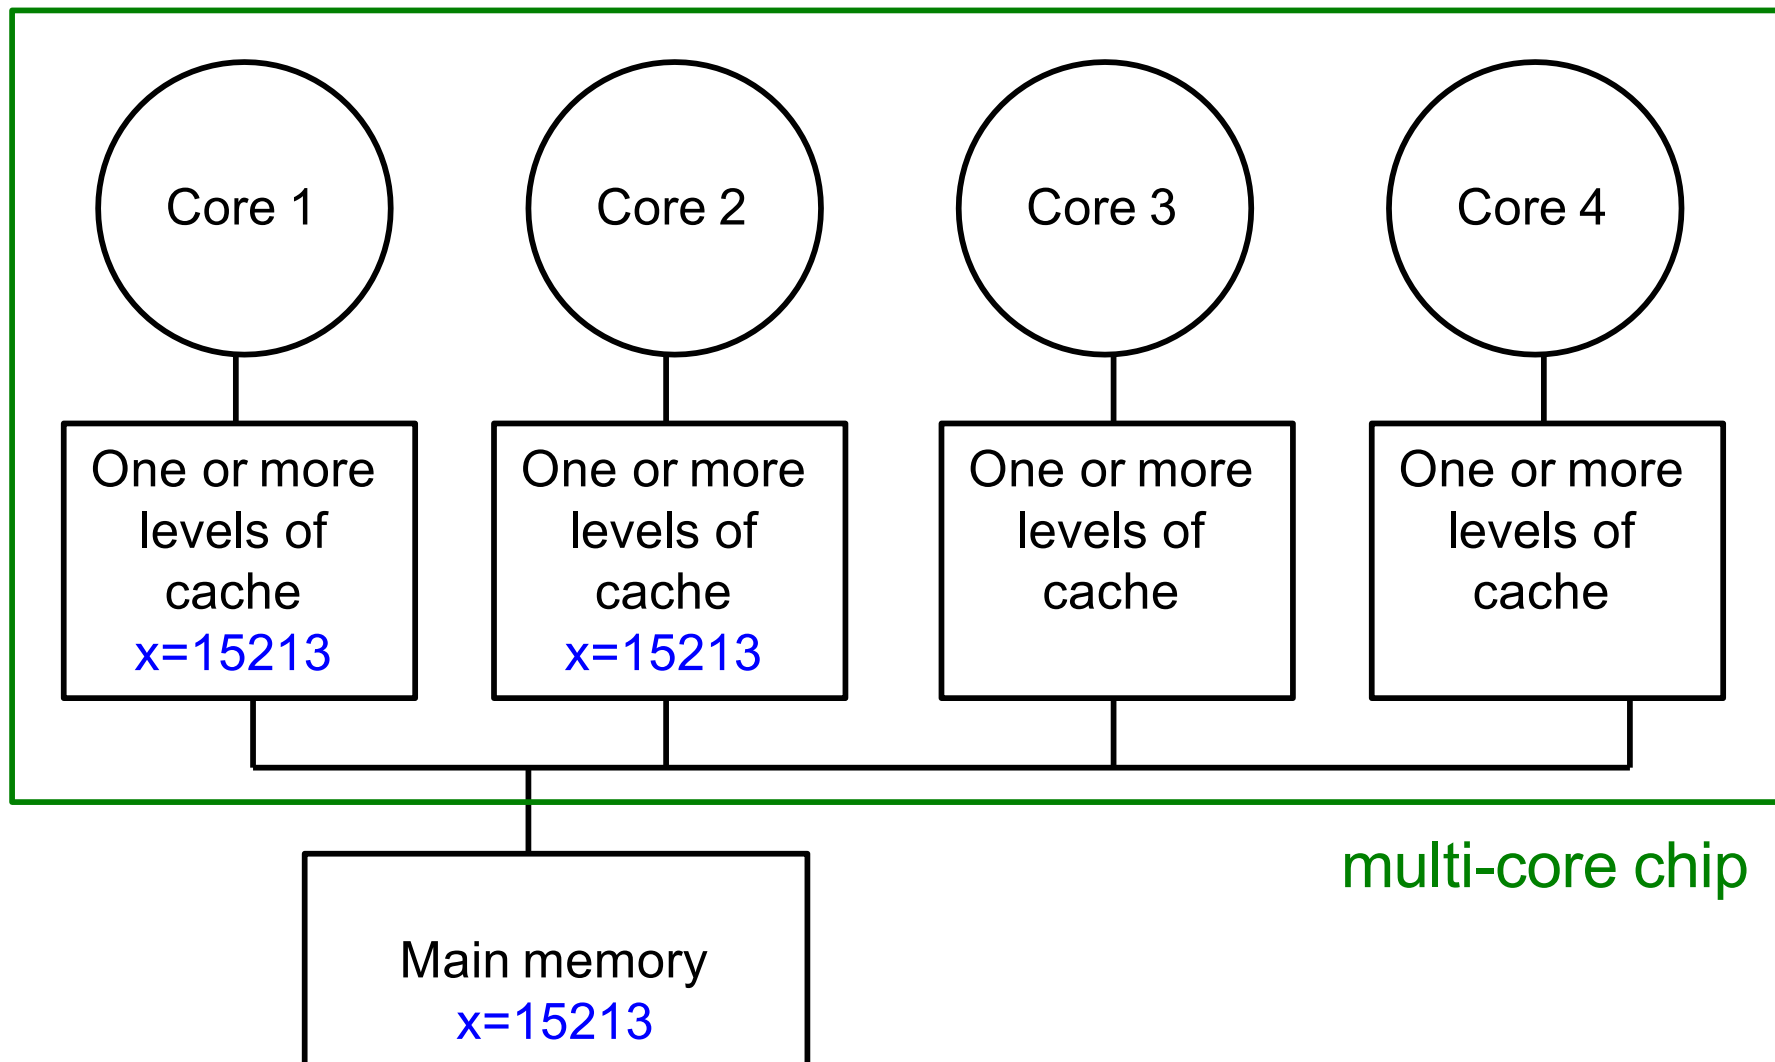 Core 1
Core 2
Core 3
Core 4
One or more
levels of
cache
x=15213
One or more
levels of
cache
x=15213
One or more
levels of
cache
One or more
levels of
cache
multi-core chip
Main memory
x=15213